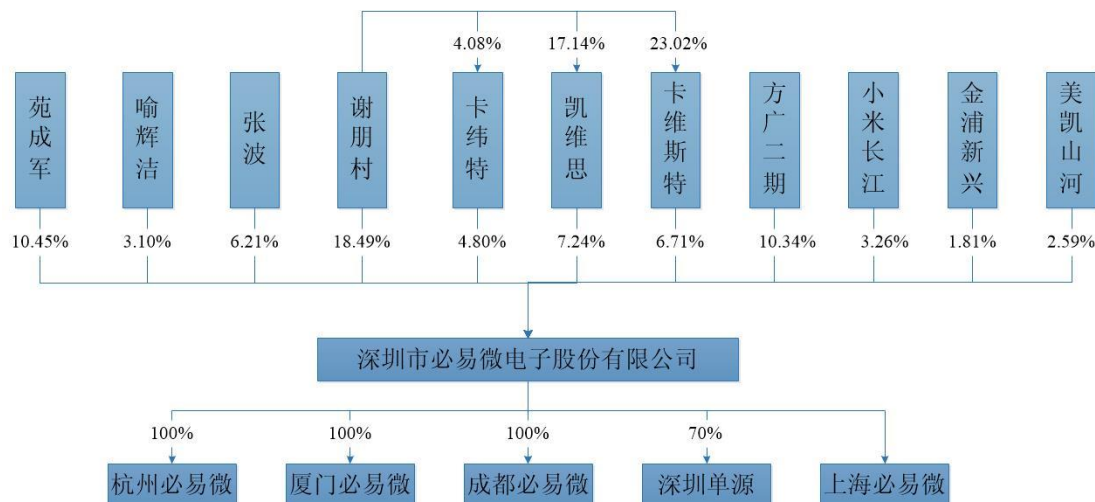 4.08% 17.14% 23.02%
苑成军 喻辉洁 张波 谢朋村 卡纬特 凯维思 卡维斯特 方广二期 小米长江 金浦新兴 美凯山河
10.45% 3.10% 6.21% 18.49% 4.80% 7.24% 6.71% 10.34% 3.26% 1.81% 2.59%
深圳市必易微电子股份有限公司
100% 100% 100% 70%
杭州必易微 厦门必易微 成都必易微 深圳单源 上海必易微